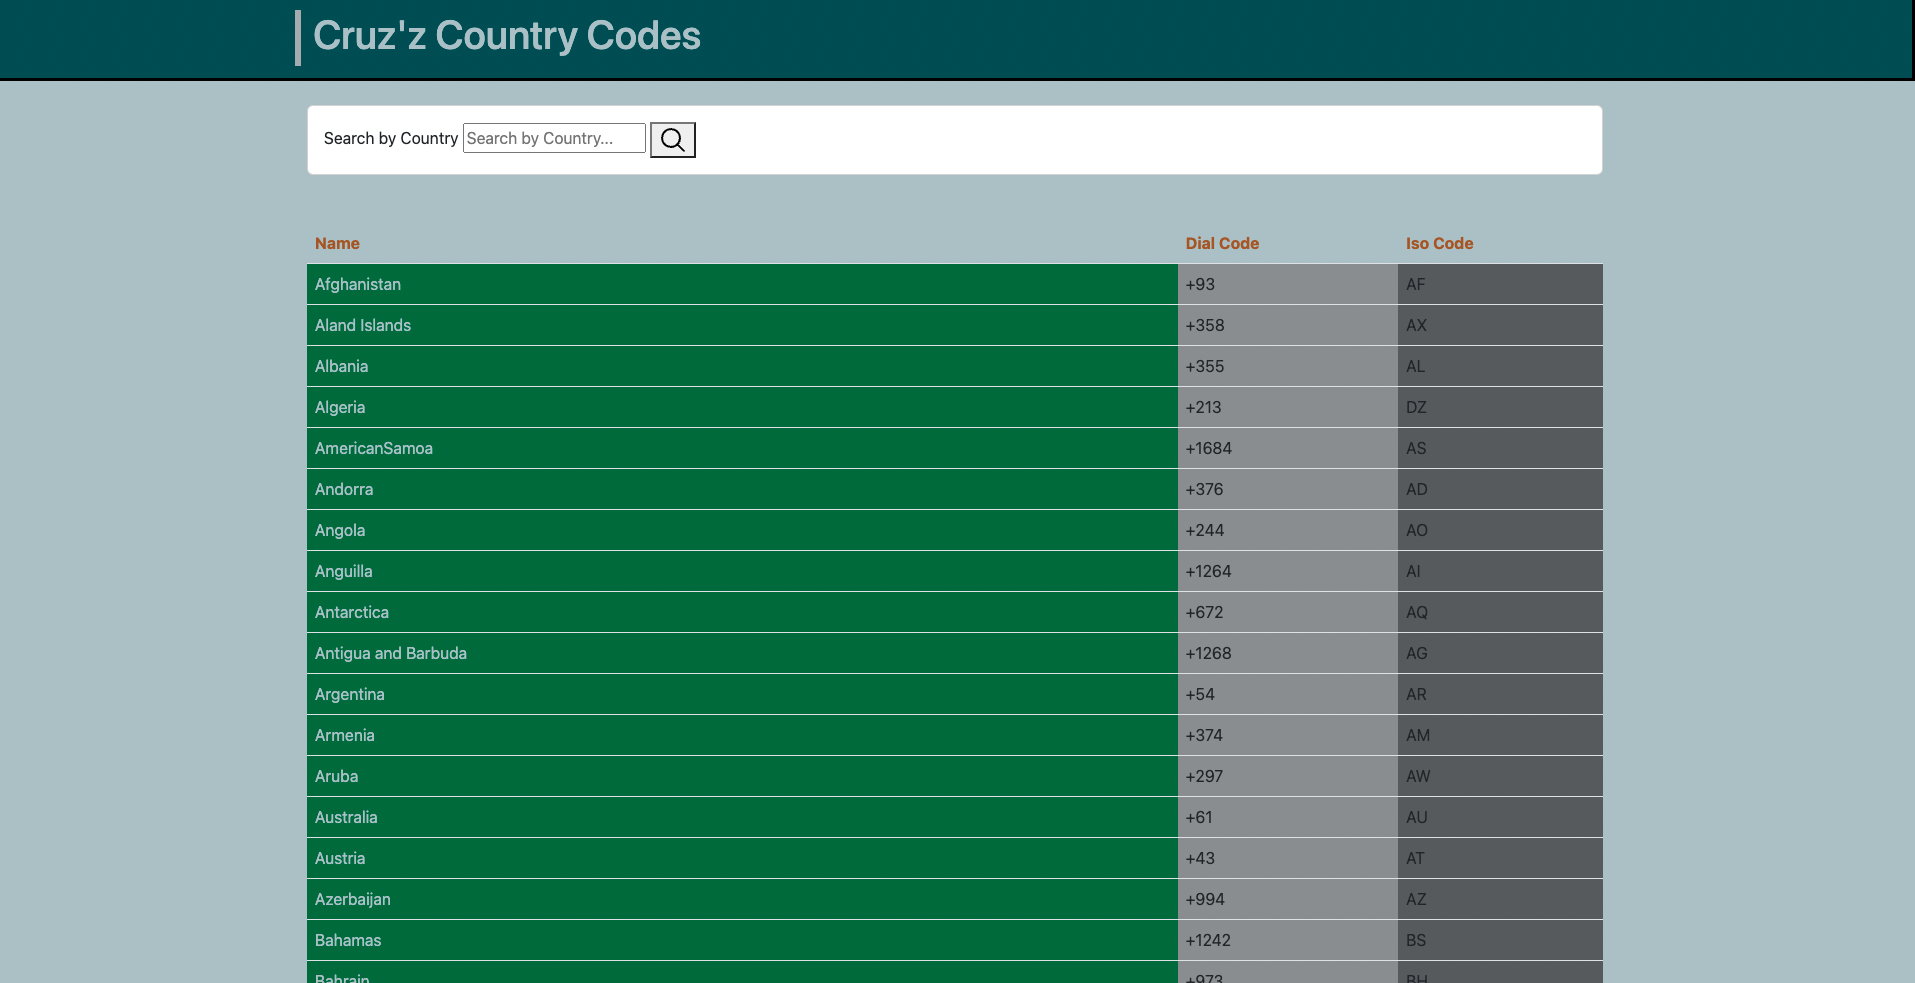 Cruz'z Country Codes
Search by Country Search by Country...
Name Dial Code Iso Code
Afghanistan +93 AF
Aland Islands +358 AX
Albania +355 AL
Algeria +213 DZ
AmericanSamoa +1684 AS
Andorra +376 AD
Angola +244 AO
Anguilla +1264 AI
Antarctica +672 AQ
Antigua and Barbuda +1268 AG
Argentina +54 AR
Armenia +374 AM
Aruba +297 AW
Australia +61 AU
Austria +43 AT
Azerbaijan +994 AZ
Bahamas +1242 BS
Bahrain +973 BH